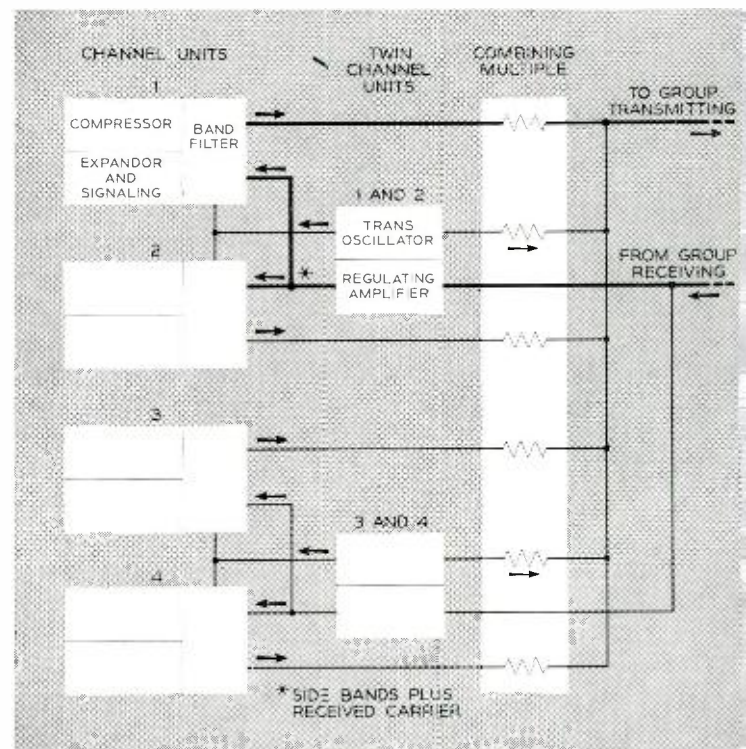 CHANNEL UNITS
TWIN
CHANNEL
UNITS
COMBINING
MULTIPLE
1
TO GROUP
TRANSMITTING
COMPRESSOR
BAND
FILTER
EXPANDOR
AND
SIGNALING
1 AND 2
TRANS
OSCILLATOR
2
*
REGULATING
AMPLIFIER
FROM GROUP
RECEIVING
3
3 AND 4
4
* SIDE BANDS PLUS
RECEIVED CARRIER